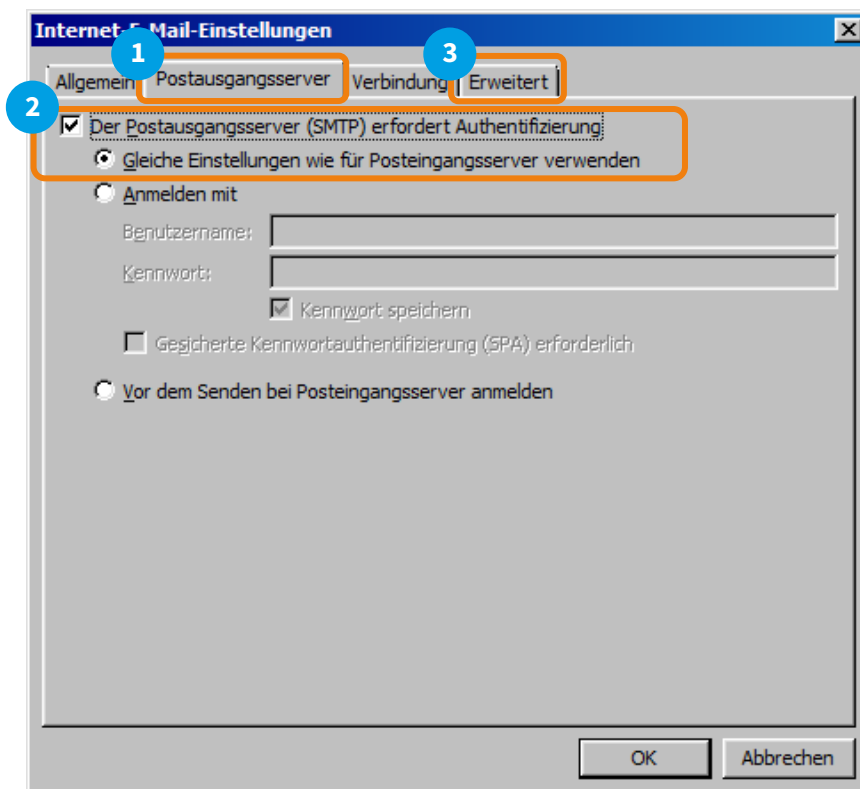 Internet-E-Mail-Einstellungen
1
3
Allgemein Postausgangsserver Verbindung Erweitert
2
Der Postausgangsserver (SMTP) erfordert Authentifizierung
Gleiche Einstellungen wie für Posteingangsserver verwenden
Anmelden mit
Benutzername:
Kennwort:
Kennwort speichern
Gesicherte Kennwortauthentifizierung (SPA) erforderlich
Vor dem Senden bei Posteingangsserver anmelden
OK Abbrechen